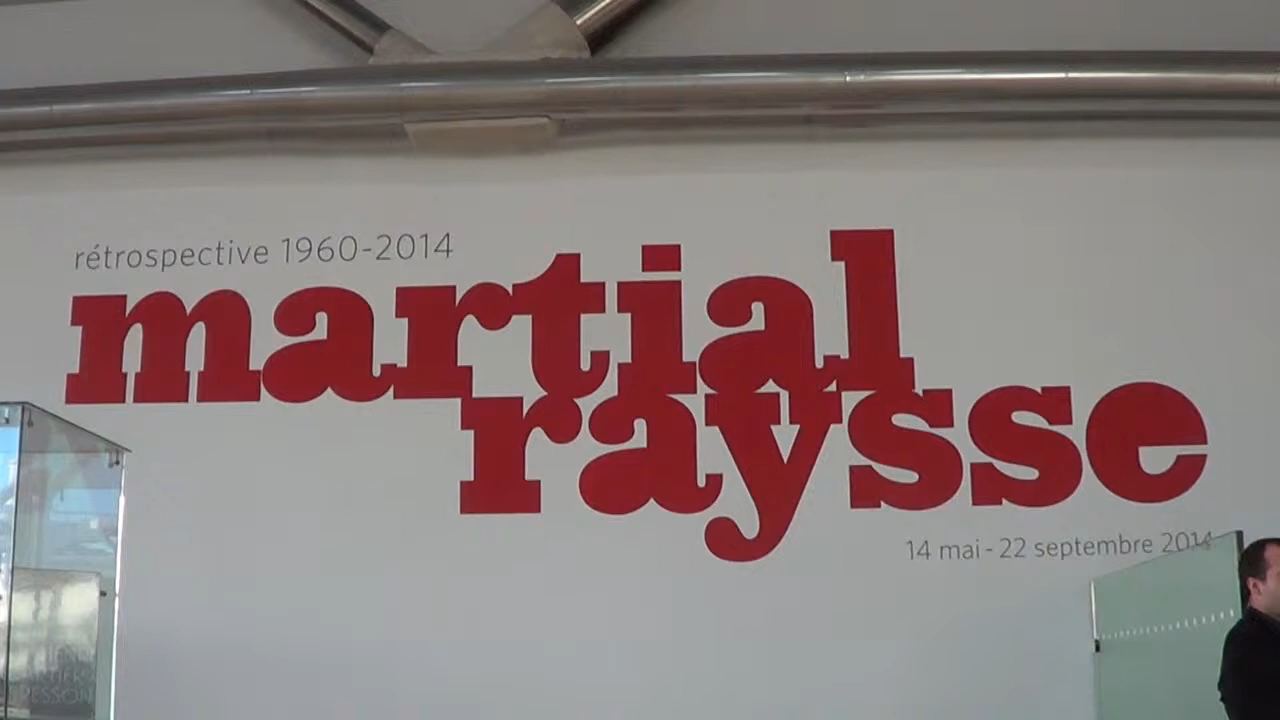 rétrospective 1960-2014
martial
raysse
14 mai - 22 septembre 2014